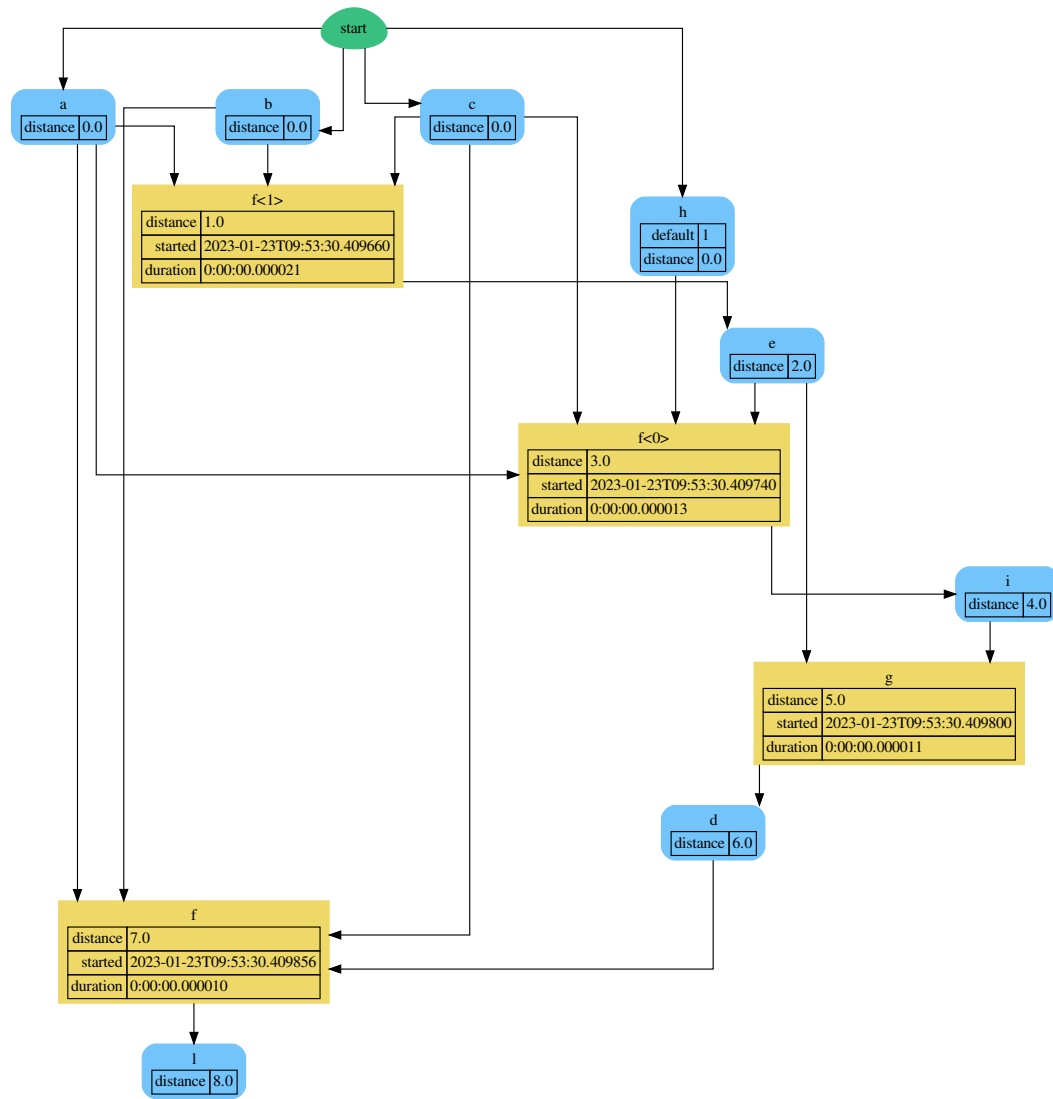 start
a
distance 0.0
b
distance 0.0
c
distance 0.0
f<1>
distance 1.0
started 2023-01-23T09:53:30.409660
duration 0:00:00.000021
h
default 1
distance 0.0
e
distance 2.0
f<0>
distance 3.0
started 2023-01-23T09:53:30.409740
duration 0:00:00.000013
i
distance 4.0
g
distance 5.0
started 2023-01-23T09:53:30.409800
duration 0:00:00.000011
d
distance 6.0
f
distance 7.0
started 2023-01-23T09:53:30.409856
duration 0:00:00.000010
l
distance 8.0